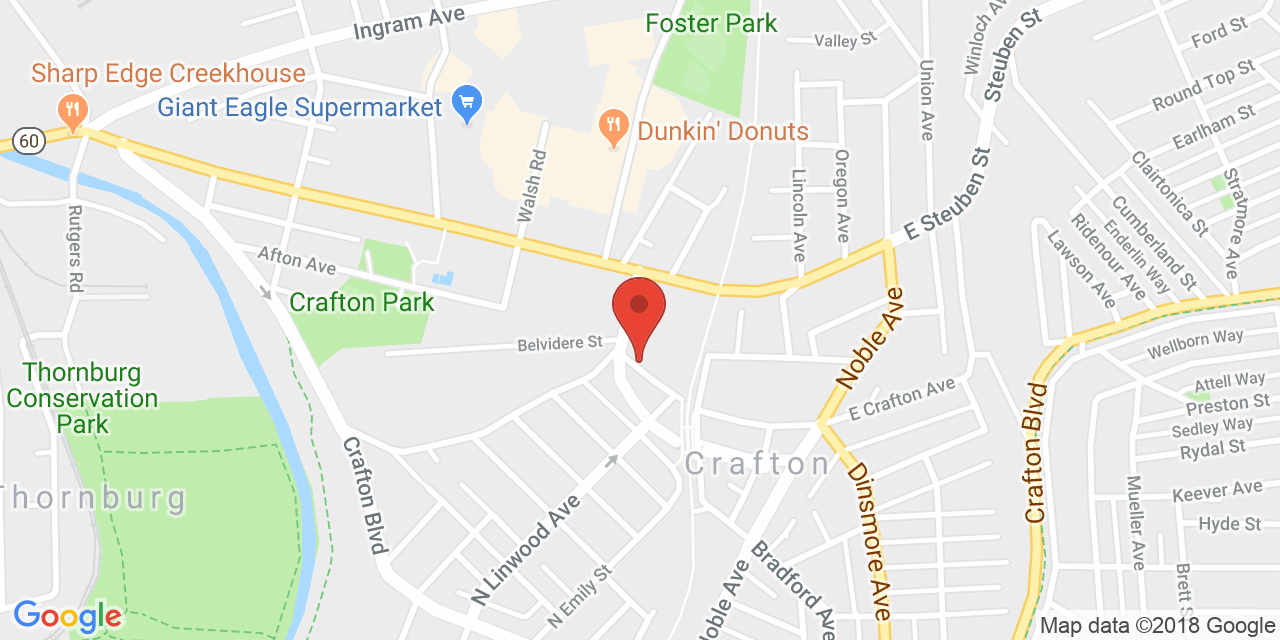 Ingram Ave
Foster Park
Valley St
Winloch Ave
Steuben St
Ford St
Sharp Edge Creekhouse
Giant Eagle Supermarket
Round Top St
Union Ave
Earlham St
60
Dunkin' Donuts
Walsh Rd
Lincoln Ave
Oregon Ave
Clairtonica St
Stratmore Ave
Rutgers Rd
E Steuben St
Cumberland St
Enderlin Way
Ridenour Ave
Lawson Ave
Afton Ave
Crafton Park
Belvidere St
Noble Ave
Wellborn Way
Thornburg
Conservation
Park
E Crafton Ave
Crafton Blvd
Attell Way
Preston St
Sedley Way
Rydal St
Crafton
Thornburg
Crafton Blvd
N Linwood Ave
Dinsmore Ave
Mueller Ave
Keever Ave
Hyde St
N Emily St
Noble Ave
Bradford Ave
Brett S
Google
Map data ©2018 Google